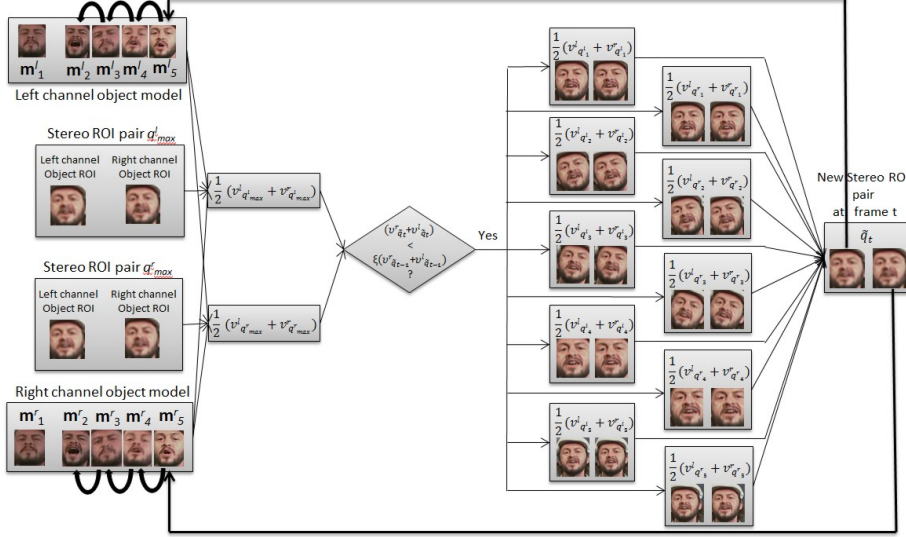 m^l_1 m^l_2 m^l_3 m^l_4 m^l_5
Left channel object model
Stereo ROI pair q^l_max
Left channel Right channel
Object ROI Object ROI
1/2 (v^l_{q^l_max} + v^r_{q^l_max})
Stereo ROI pair q^r_max
Left channel Right channel
Object ROI Object ROI
1/2 (v^l_{q^r_max} + v^r_{q^r_max})
Right channel object model
m^r_1 m^r_2 m^r_3 m^r_4 m^r_5
(v^r_{q̃_t}+v^l_{q̃_t})
<
ξ(v^r_{q̃_{t-1}}+v^l_{q̃_{t-1}})
?
Yes
1/2 (v^l_{q^l_1} + v^r_{q^l_1})
1/2 (v^l_{q^r_1} + v^r_{q^r_1})
1/2 (v^l_{q^l_2} + v^r_{q^l_2})
1/2 (v^l_{q^r_2} + v^r_{q^r_2})
1/2 (v^l_{q^l_3} + v^r_{q^l_3})
1/2 (v^l_{q^r_3} + v^r_{q^r_3})
1/2 (v^l_{q^l_4} + v^r_{q^l_4})
1/2 (v^l_{q^r_4} + v^r_{q^r_4})
1/2 (v^l_{q^l_5} + v^r_{q^l_5})
1/2 (v^l_{q^r_5} + v^r_{q^r_5})
New Stereo RO
pair
at frame t
q̃_t